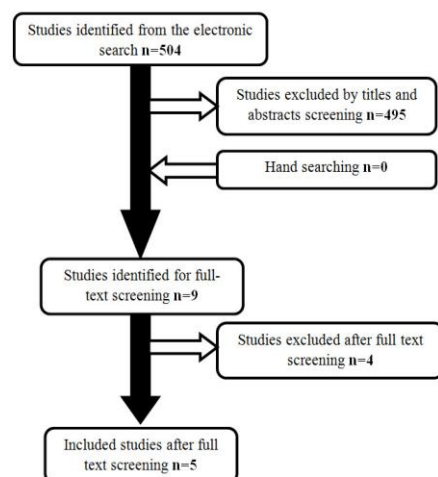 Studies identified from the electronic
search n=504
Studies excluded by titles and
abstracts screening n=495
Hand searching n=0
Studies identified for full-
text screening n=9
Studies excluded after full text
screening n=4
Included studies after full
text screening n=5